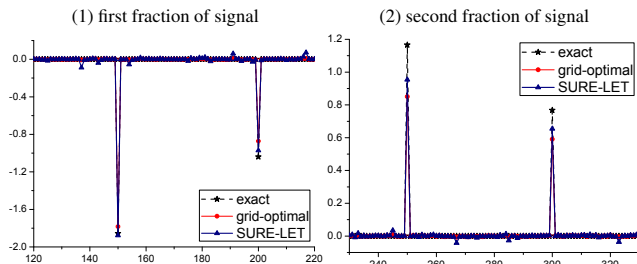 (1) first fraction of signal
(2) second fraction of signal
0.0
-0.4
-0.8
-1.2
-1.6
-2.0
120 140 160 180 200 220
exact
grid-optimal
SURE-LET
1.2
1.0
0.8
0.6
0.4
0.2
0.0
240 260 280 300 320
exact
grid-optimal
SURE-LET